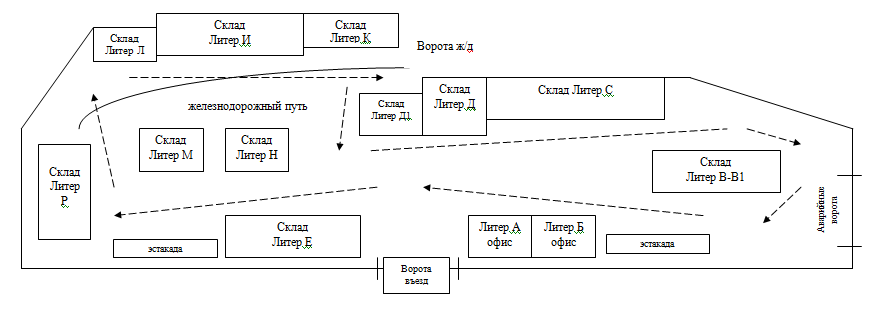 Склад
Литер Л
Склад
Литер И
Склад
Литер К
Ворота ж/д
железнодорожный путь
Склад
Литер Д1
Склад
Литер Д
Склад Литер С
Склад
Литер М
Склад
Литер Н
Склад
Литер
Р
Склад
Литер В-В1
Аварийные
ворота
эстакада
Склад
Литер Е
Литер А
офис
Литер Б
офис
эстакада
Ворота
въезд